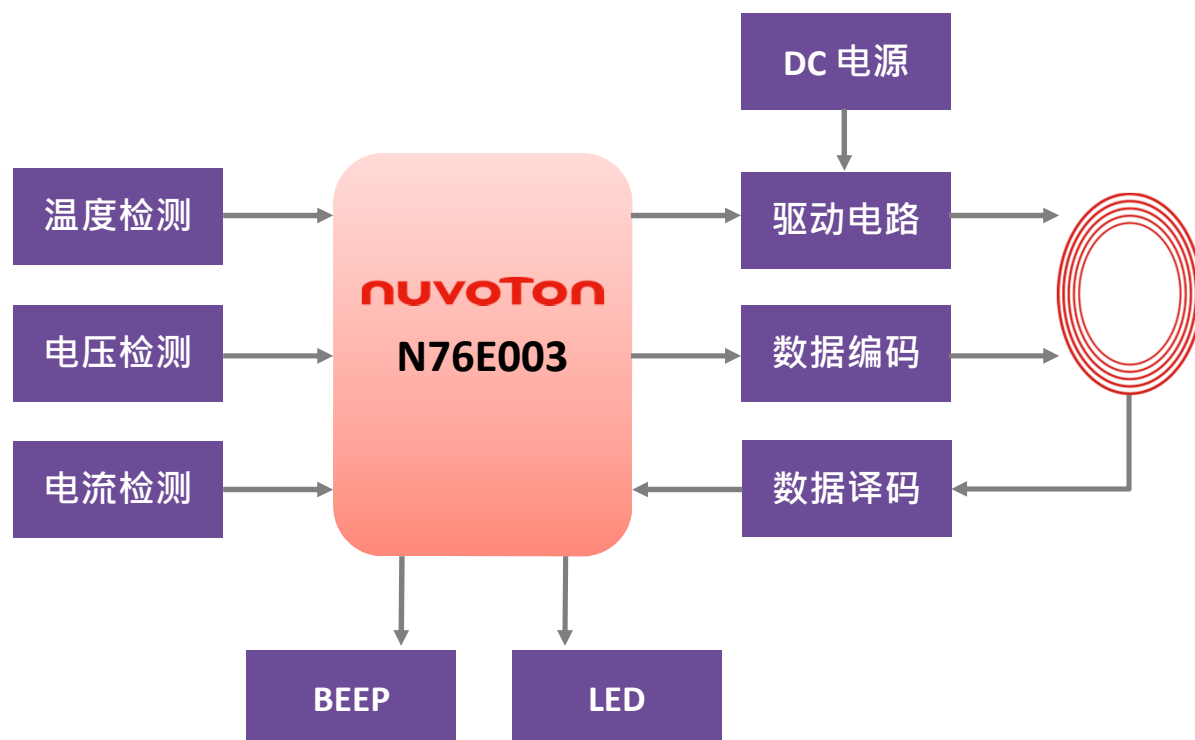 DC 电源
温度检测
驱动电路
nuvoTon
N76E003
电压检测
数据编码
电流检测
数据译码
BEEP
LED